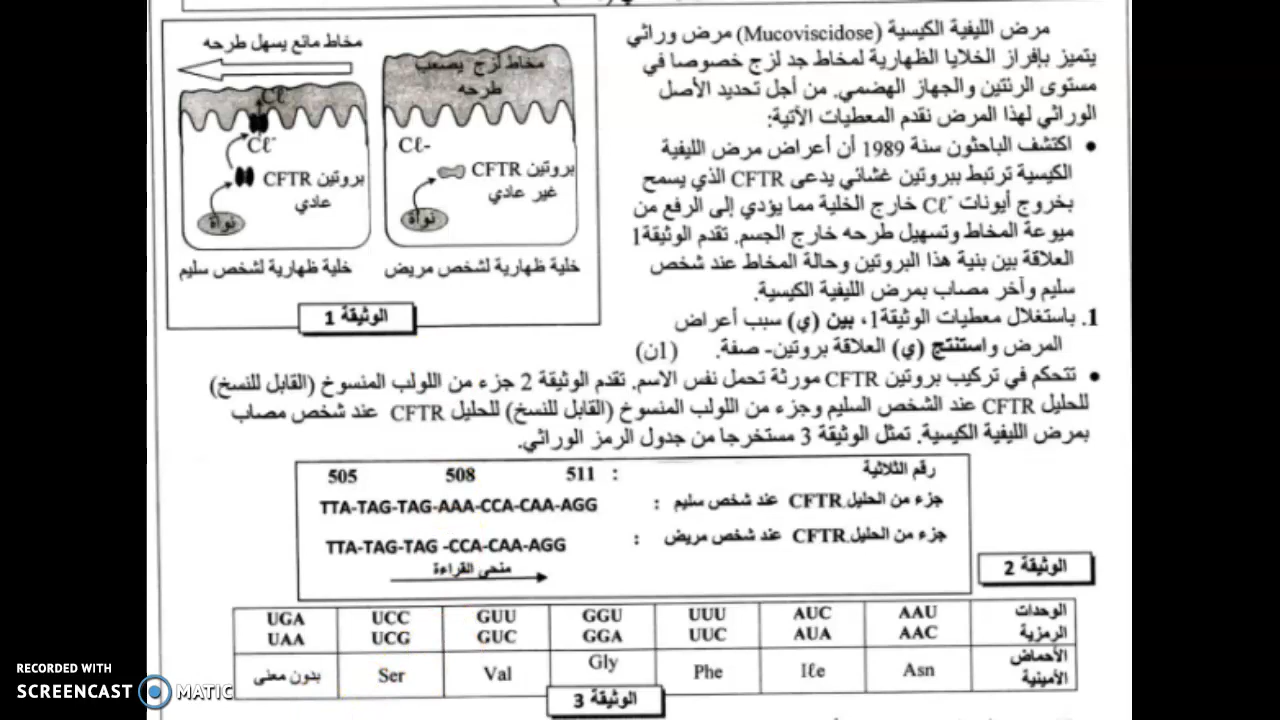 مرض الليفية الكيسية (Mucoviscidose) مرض وراثي
يتميز بإفراز الخلايا الظهارية لمخاط جد لزج خصوصا في
مستوى الرئتين والجهاز الهضمي. من أجل تحديد الأصل
الوراثي لهذا المرض نقدم المعطيات الآتية:
• اكتشف الباحثون سنة 1989 أن أعراض مرض الليفية
الكيسية ترتبط ببروتين غشائي يدعى CFTR الذي يسمح
بخروج أيونات Cℓ⁻ خارج الخلية مما يؤدي إلى الرفع من
ميوعة المخاط وتسهيل طرحه خارج الجسم. تقدم الوثيقة1
العلاقة بين بنية هذا البروتين وحالة المخاط عند شخص
سليم وآخر مصاب بمرض الليفية الكيسية.
مخاط مائع يسهل طرحه
مخاط لزج يصعب
طرحه
Cℓ
Cℓ⁻
Cℓ-
بروتين CFTR
عادي
بروتين CFTR
غير عادي
نواة
نواة
خلية ظهارية لشخص مريض
خلية ظهارية لشخص سليم
الوثيقة 1
1. باستغلال معطيات الوثيقة1، بين (ي) سبب أعراض
المرض واستنتج (ي) العلاقة بروتين- صفة. (1ن)
• تتحكم في تركيب بروتين CFTR مورثة تحمل نفس الاسم. تقدم الوثيقة 2 جزء من اللولب المنسوخ (القابل للنسخ)
للحليل CFTR عند الشخص السليم وجزء من اللولب المنسوخ (القابل للنسخ) للحليل CFTR عند شخص مصاب
بمرض الليفية الكيسية. تمثل الوثيقة 3 مستخرجا من جدول الرمز الوراثي.
رقم الثلاثية : 505 508 511
جزء من الحليل CFTR عند شخص سليم : TTA-TAG-TAG-AAA-CCA-CAA-AGG
جزء من الحليل CFTR عند شخص مريض : TTA-TAG-TAG -CCA-CAA-AGG
منحى القراءة
الوثيقة 2
الوحدات AAU AUC UUU GGU GUU UCC UGA
الرمزية AAC AUA UUC GGA GUC UCG UAA
الأحماض الأمينية Asn Iℓe Phe Gly Val Ser بدون معنى
الوثيقة 3
RECORDED WITH
SCREENCAST MATIC